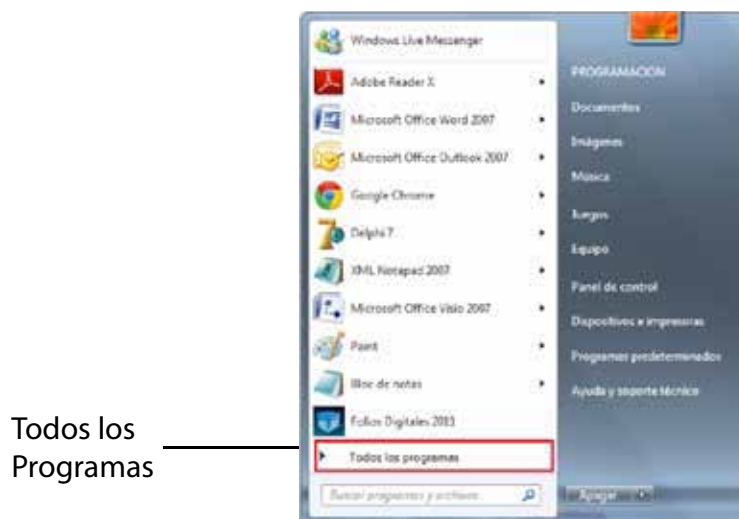 Windows Live Messenger
Adobe Reader X
Microsoft Office Word 2007
Microsoft Office Outlook 2007
Google Chrome
Delphi 7
XML Notepad 2007
Microsoft Office Visio 2007
Paint
Bloc de notas
Folios Digitales 2013
Todos los programas
Buscar programas y archivos
PROGRAMACION
Documentos
Imágenes
Música
Juegos
Equipo
Panel de control
Dispositivos e impresoras
Programas predeterminados
Ayuda y soporte técnico
Apagar
Todos los
Programas